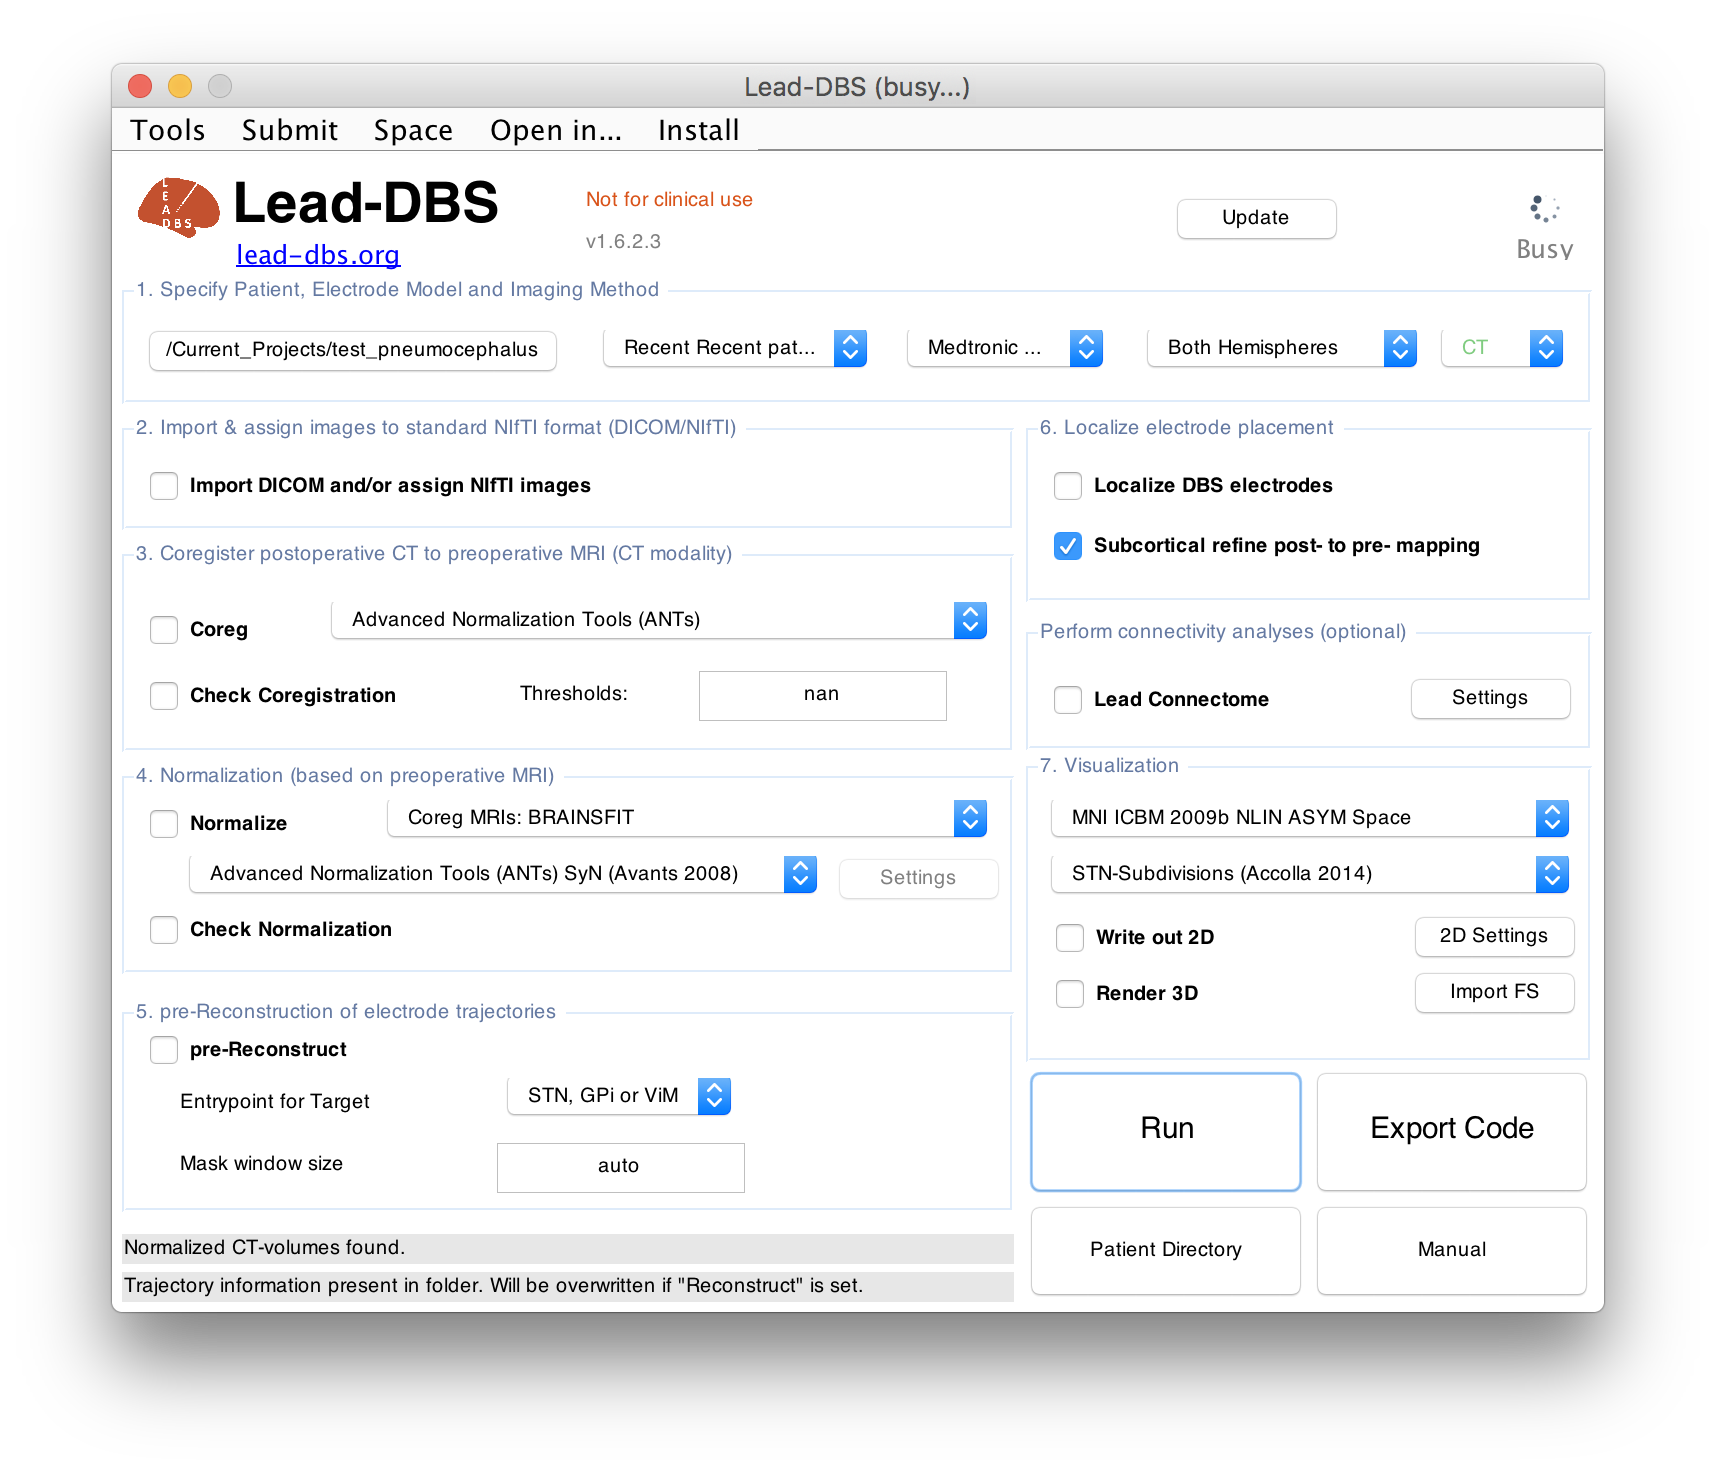 Lead-DBS (busy...)
Tools Submit Space Open in... Install
LEA
DBS
Lead-DBS
lead-dbs.org
Not for clinical use
v1.6.2.3
Update
Busy
1. Specify Patient, Electrode Model and Imaging Method
/Current_Projects/test_pneumocephalus
Recent Recent pat...
Medtronic ...
Both Hemispheres
CT
2. Import & assign images to standard NIfTI format (DICOM/NIfTI)
Import DICOM and/or assign NIfTI images
3. Coregister postoperative CT to preoperative MRI (CT modality)
Coreg
Advanced Normalization Tools (ANTs)
Check Coregistration
Thresholds:
nan
4. Normalization (based on preoperative MRI)
Normalize
Coreg MRIs: BRAINSFIT
Advanced Normalization Tools (ANTs) SyN (Avants 2008)
Settings
Check Normalization
5. pre-Reconstruction of electrode trajectories
pre-Reconstruct
Entrypoint for Target
STN, GPi or ViM
Mask window size
auto
Normalized CT-volumes found.
Trajectory information present in folder. Will be overwritten if "Reconstruct" is set.
6. Localize electrode placement
Localize DBS electrodes
Subcortical refine post- to pre- mapping
Perform connectivity analyses (optional)
Lead Connectome
Settings
7. Visualization
MNI ICBM 2009b NLIN ASYM Space
STN-Subdivisions (Accolla 2014)
Write out 2D
2D Settings
Render 3D
Import FS
Run
Export Code
Patient Directory
Manual